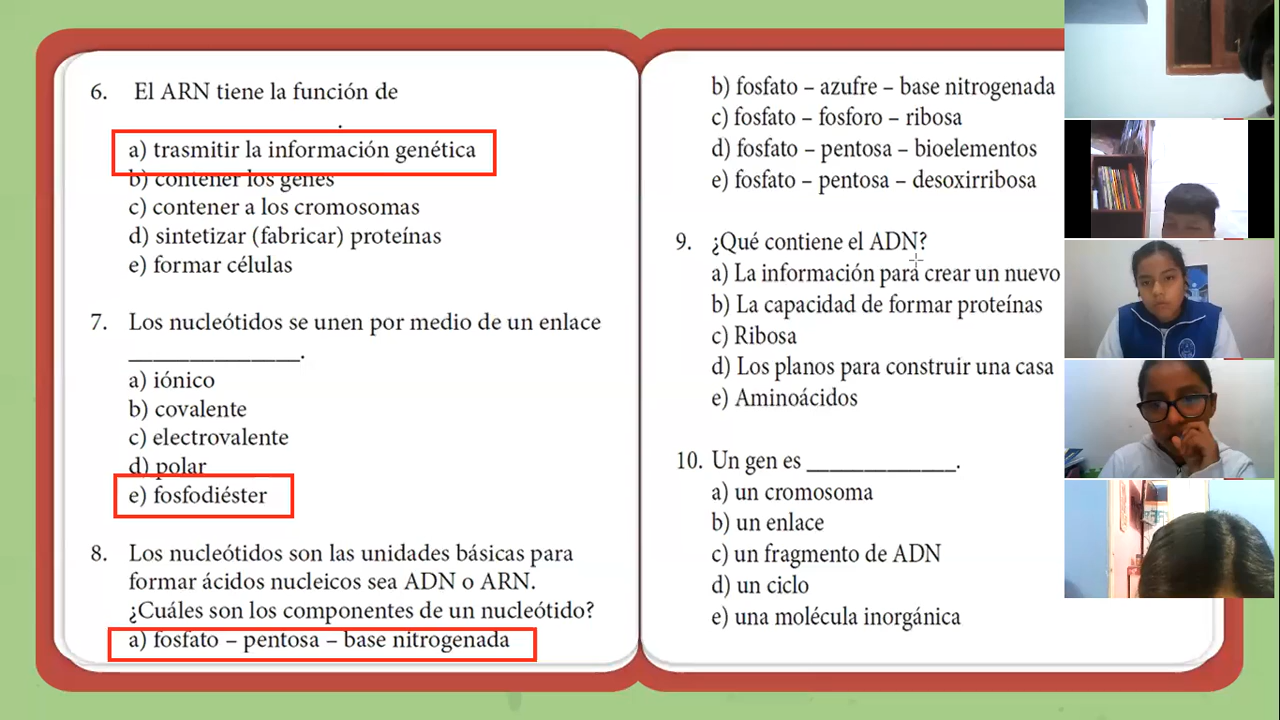 6. El ARN tiene la función de
_______________.
a) trasmitir la información genética
b) contener los genes
c) contener a los cromosomas
d) sintetizar (fabricar) proteínas
e) formar células
7. Los nucleótidos se unen por medio de un enlace
_______________.
a) iónico
b) covalente
c) electrovalente
d) polar
e) fosfodiéster
8. Los nucleótidos son las unidades básicas para
formar ácidos nucleicos sea ADN o ARN.
¿Cuáles son los componentes de un nucleótido?
a) fosfato – pentosa – base nitrogenada
b) fosfato – azufre – base nitrogenada
c) fosfato – fosforo – ribosa
d) fosfato – pentosa – bioelementos
e) fosfato – pentosa – desoxirribosa
9. ¿Qué contiene el ADN?
a) La información para crear un nuevo
b) La capacidad de formar proteínas
c) Ribosa
d) Los planos para construir una casa
e) Aminoácidos
10. Un gen es _____________.
a) un cromosoma
b) un enlace
c) un fragmento de ADN
d) un ciclo
e) una molécula inorgánica